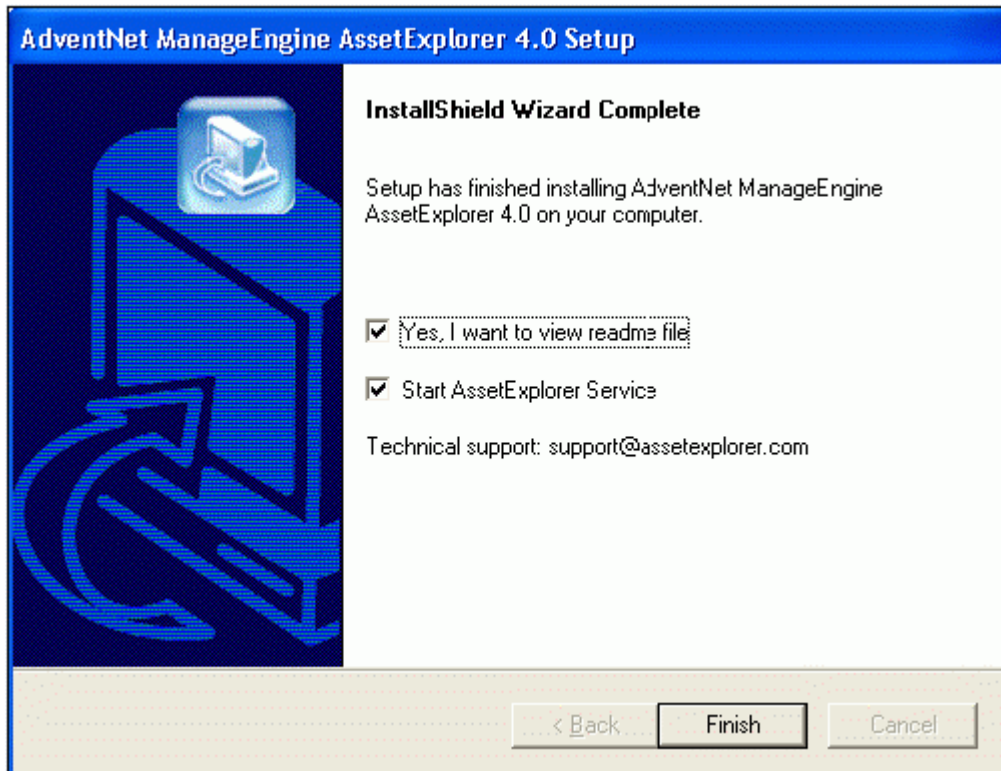 AdventNet ManageEngine AssetExplorer 4.0 Setup
InstallShield Wizard Complete
Setup has finished installing AdventNet ManageEngine
AssetExplorer 4.0 on your computer.
Yes, I want to view readme file
Start AssetExplorer Service
Technical support: support@assetexplorer.com
< Back
Finish
Cancel